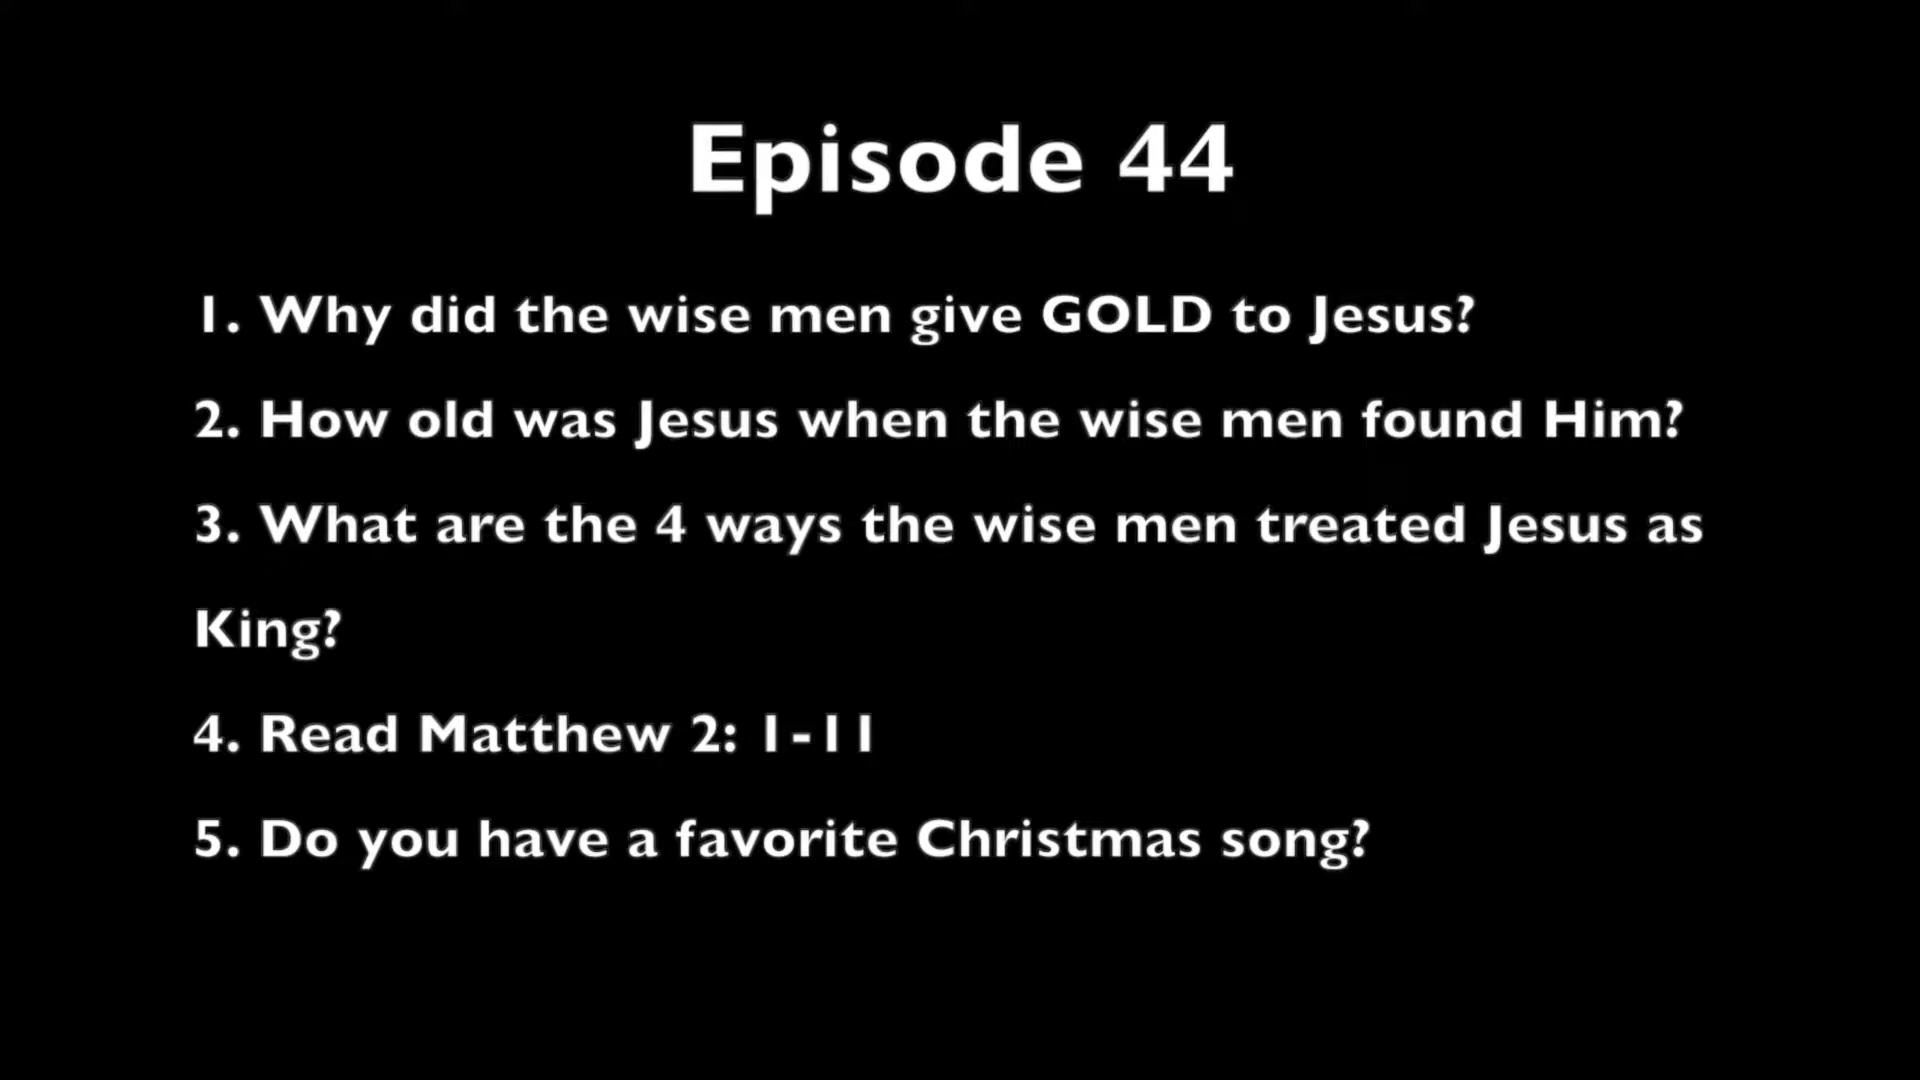 Episode 44
1. Why did the wise men give GOLD to Jesus?
2. How old was Jesus when the wise men found Him?
3. What are the 4 ways the wise men treated Jesus as
King?
4. Read Matthew 2: 1-11
5. Do you have a favorite Christmas song?